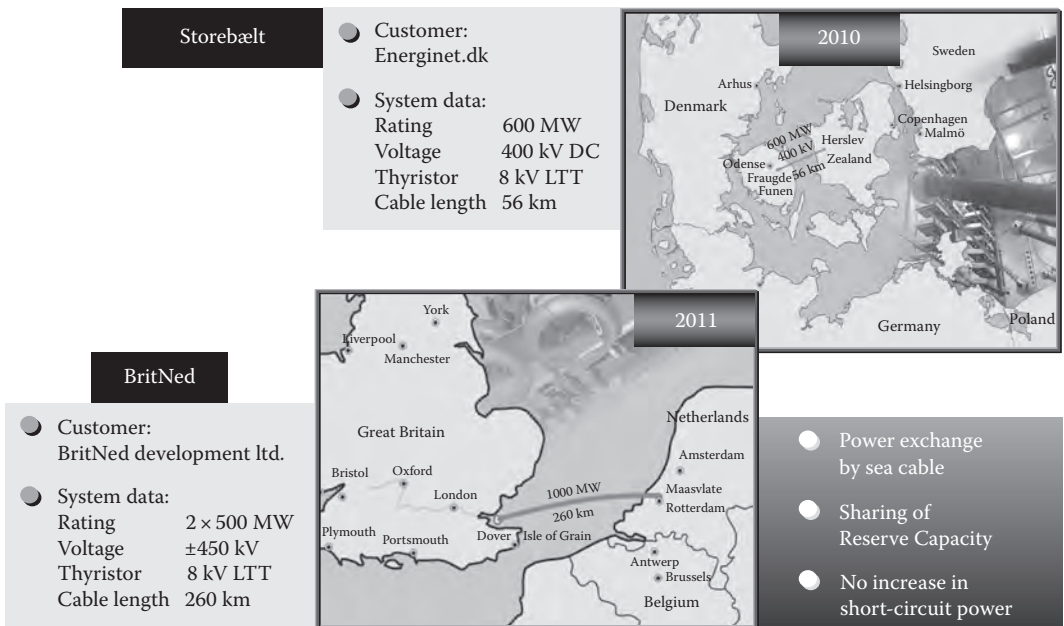 Storebælt
Customer:
Energinet.dk
System data:
Rating 600 MW
Voltage 400 kV DC
Thyristor 8 kV LTT
Cable length 56 km
2010
Sweden
Arhus
Helsingborg
Denmark
Copenhagen
Malmö
600 MW
400 kV
56 km
Herslev
Zealand
Odense
Fraugde
Funen
Germany
Poland
BritNed
Customer:
BritNed development ltd.
System data:
Rating 2 × 500 MW
Voltage ±450 kV
Thyristor 8 kV LTT
Cable length 260 km
2011
York
Liverpool
Manchester
Great Britain
Netherlands
Amsterdam
Bristol
Oxford
London
1000 MW
260 km
Maasvlate
Rotterdam
Plymouth
Portsmouth
Dover
Isle of Grain
Antwerp
Brussels
Belgium
Power exchange
by sea cable
Sharing of
Reserve Capacity
No increase in
short-circuit power